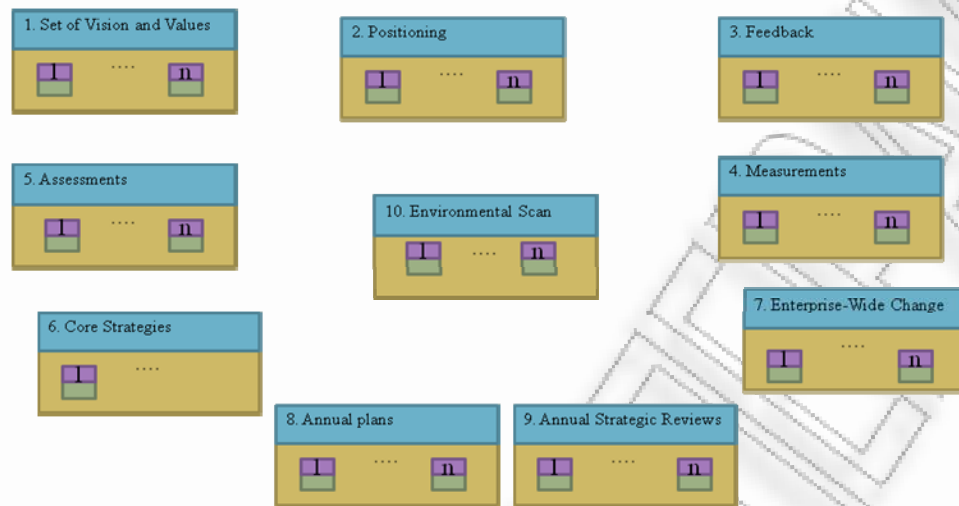 1. Set of Vision and Values
1 .... n
2. Positioning
1 .... n
3. Feedback
1 .... n
5. Assessments
1 .... n
4. Measurements
1 .... n
10. Environmental Scan
1 .... n
6. Core Strategies
1 ....
7. Enterprise-Wide Change
1 .... n
8. Annual plans
1 .... n
9. Annual Strategic Reviews
1 .... n